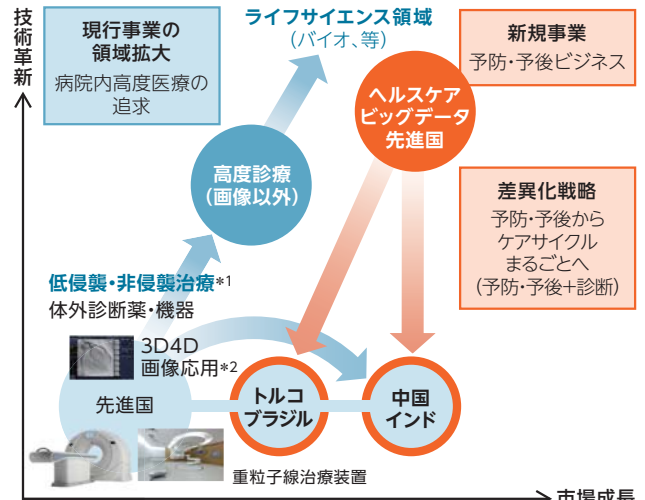 技術革新
現行事業の
領域拡大
病院内高度医療の
追求
ライフサイエンス領域
(バイオ、等)
新規事業
予防・予後ビジネス
ヘルスケア
ビッグデータ
先進国
高度診療
(画像以外)
差異化戦略
予防・予後から
ケアサイクル
まるごとへ
(予防・予後+診断)
低侵襲・非侵襲治療*1
体外診断薬・機器
3D4D
画像応用*2
先進国
トルコ
ブラジル
中国
インド
重粒子線治療装置
市場成長